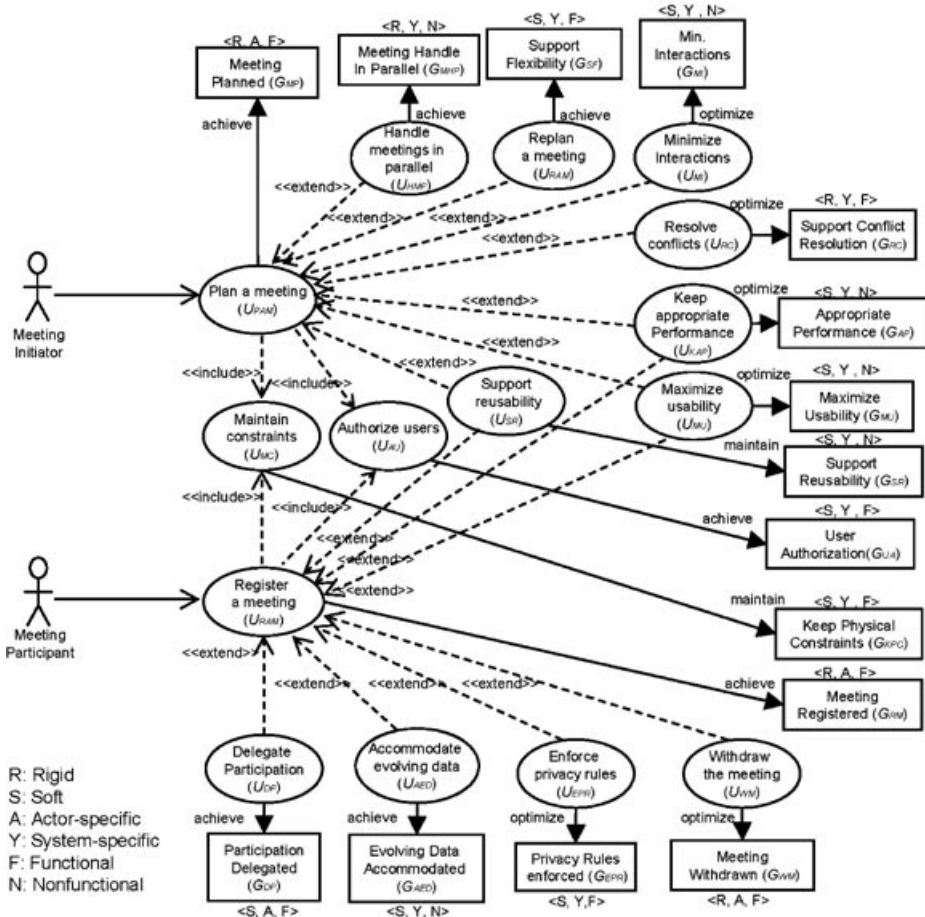 <R, A, F>
Meeting
Planned (GMP)
achieve
<R, Y, N>
Meeting Handle
In Parallel (GMHP)
achieve
<S, Y, F>
Support
Flexibility (GSF)
achieve
<S, Y , N>
Min.
Interactions
(GMI)
optimize
Handle
meetings in
parallel
(UHMP)
Replan
a meeting
(URAM)
Minimize
Interactions
(UMI)
<<extend>>
<<extend>>
<<extend>>
<<extend>>
Resolve
conflicts (URC)
optimize
<R, Y, F>
Support Conflict
Resolution (GRC)
Meeting
Initiator
Plan a meeting
(UPAM)
<<extend>>
Keep
appropriate
Performance
(UKAP)
optimize
<S, Y, N>
Appropriate
Performance (GAP)
<<include>>
<<include>>
<<extend>>
<<extend>>
Maintain
constraints
(UMC)
Authorize users
(UAU)
Support
reusability
(USR)
Maximize
usability
(UMU)
optimize
<S, Y, N>
Maximize
Usability (GMU)
maintain
<S, Y, N>
Support
Reusability (GSR)
<<include>>
<<include>>
<<extend>>
<<extend>>
<<extend>>
achieve
<S, Y , F>
User
Authorization(GUA)
Meeting
Participant
Register
a meeting
(URAM)
maintain
<S, Y , F>
Keep Physical
Constraints (GKPC)
<<extend>>
<<extend>>
<<extend>>
<<extend>>
achieve
<R, A, F>
Meeting
Registered (GRM)
Delegate
Participation
(UDP)
Accommodate
evolving data
(UAED)
Enforce
privacy rules
(UEPR)
Withdraw
the meeting
(UWM)
achieve
achieve
optimize
optimize
Participation
Delegated
(GDP)
<S, A, F>
Evolving Data
Accommodated
(GAED)
<S, Y, N>
Privacy Rules
enforced (GEPR)
<S, Y,F>
Meeting
Withdrawn (GWM)
<R, A, F>
R: Rigid
S: Soft
A: Actor-specific
Y: System-specific
F: Functional
N: Nonfunctional